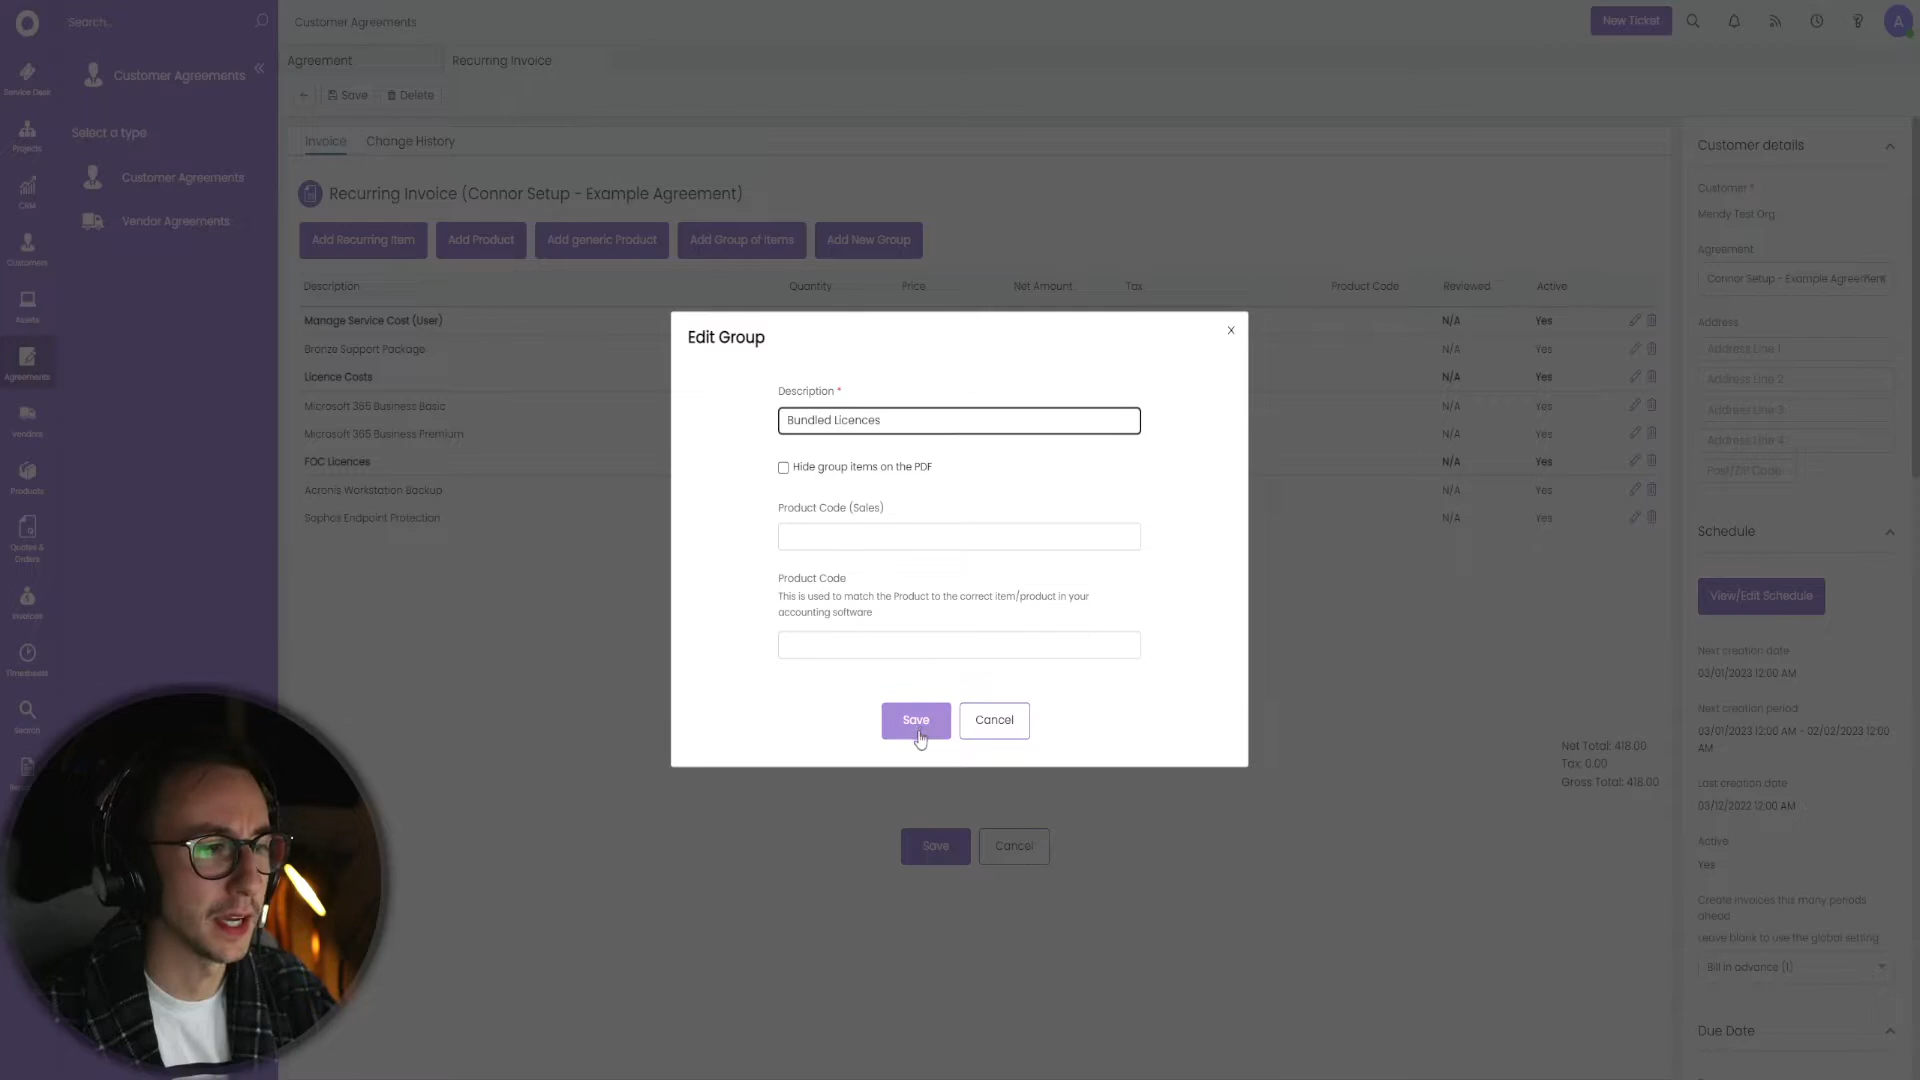 Search...
Customer Agreements
New Ticket
A
Agreement
Recurring Invoice
Customer Agreements
Save
Delete
Service Desk
Projects
CRM
Customers
Assets
Agreements
Vendors
Products
Quotes &
Orders
Invoices
Timesheets
Search
Select a type
Customer Agreements
Vendor Agreements
Invoice
Change History
Recurring Invoice (Connor Setup - Example Agreement)
Add Recurring Item
Add Product
Add generic Product
Add Group of Items
Add New Group
Description
Quantity
Price
Net Amount
Tax
Product Code
Reviewed
Active
Manage Service Cost (User)
N/A
Yes
Bronze Support Package
N/A
Yes
Licence Costs
N/A
Yes
Microsoft 365 Business Basic
N/A
Yes
Microsoft 365 Business Premium
N/A
Yes
FOC Licences
N/A
Yes
Acronis Workstation Backup
N/A
Yes
Sophos Endpoint Protection
N/A
Yes
Edit Group
x
Description *
Bundled Licences
Hide group items on the PDF
Product Code (Sales)
Product Code
This is used to match the Product to the correct item/product in your
accounting software
Save
Cancel
Net Total: 418.00
Tax: 0.00
Gross Total: 418.00
Save
Cancel
Customer details
Customer *
Mendy Test Org
Agreement
Connor Setup - Example Agreement
Address
Address Line 1
Address Line 2
Address Line 3
Address Line 4
Post/ZIP Code
Schedule
View/Edit Schedule
Next creation date
03/01/2023 12:00 AM
Next creation period
03/01/2023 12:00 AM - 02/02/2023 12:00
AM
Last creation date
03/12/2022 12:00 AM
Active
Yes
Create invoices this many periods
ahead
Leave blank to use the global setting
Bill in advance (1)
Due Date